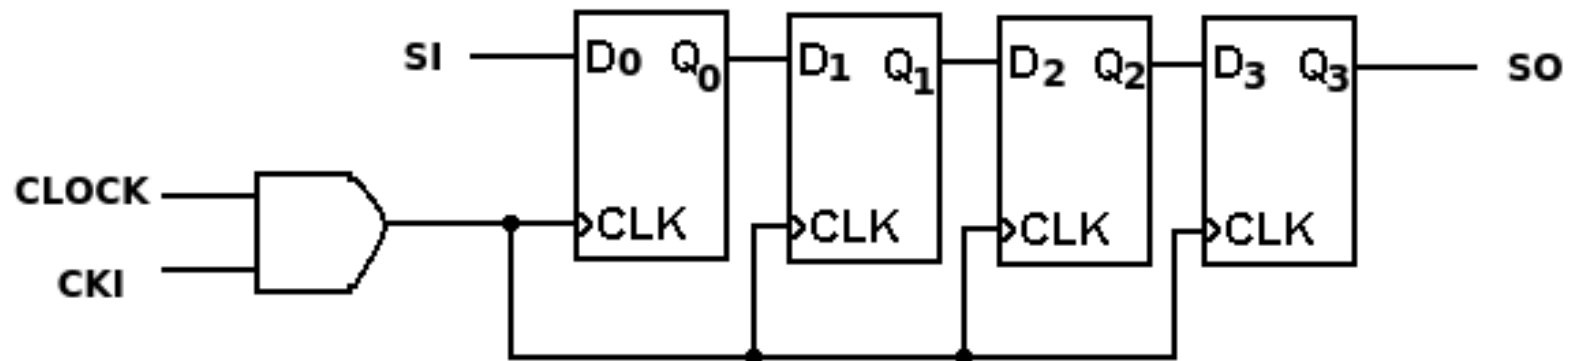 SI
D0 Q0
D1 Q1
D2 Q2
D3 Q3
SO
CLOCK
CKI
CLK
CLK
CLK
CLK